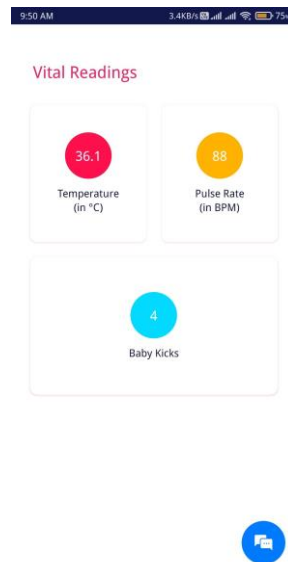 9:50 AM 3.4KB/s 75%
Vital Readings
36.1
Temperature
(in °C)
88
Pulse Rate
(in BPM)
4
Baby Kicks